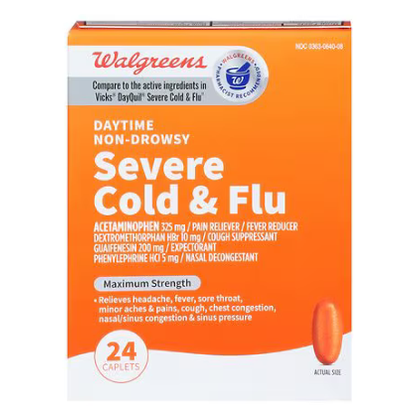 Walgreens
NDC 0363-0640-08
WALGREENS
PHARMACIST RECOMMENDED
Compare to the active ingredients in
Vicks® DayQuil® Severe Cold & Flu
DAYTIME
NON-DROWSY
Severe
Cold & Flu
ACETAMINOPHEN 325 mg / PAIN RELIEVER / FEVER REDUCER
DEXTROMETHORPHAN HBr 10 mg / COUGH SUPPRESSANT
GUAIFENESIN 200 mg / EXPECTORANT
PHENYLEPHRINE HCl 5 mg / NASAL DECONGESTANT
Maximum Strength
• Relieves headache, fever, sore throat,
minor aches & pains, cough, chest congestion,
nasal/sinus congestion & sinus pressure
24
CAPLETS
ACTUAL SIZE